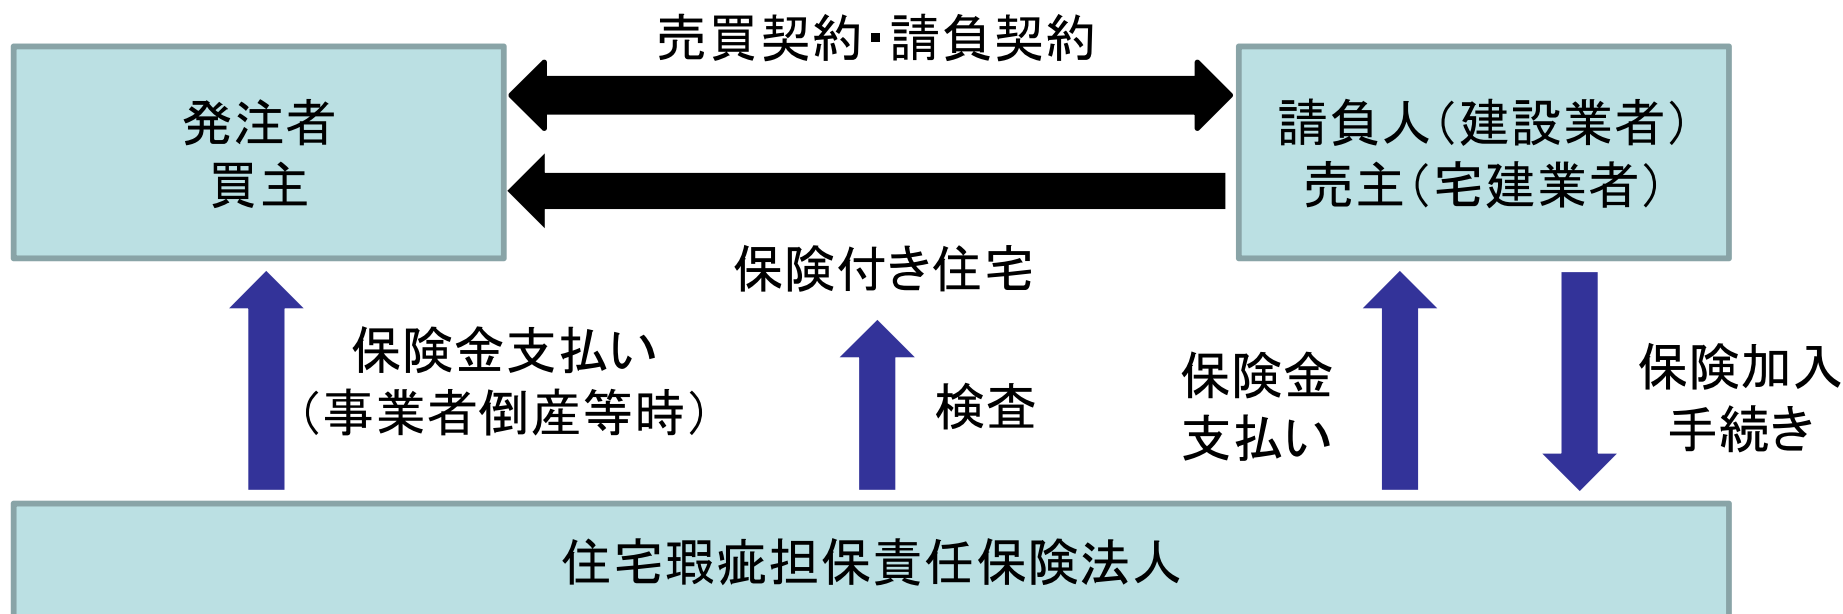 売買契約・請負契約
発注者
買主
請負人（建設業者）
売主（宅建業者）
保険付き住宅
保険金支払い
（事業者倒産等時）
検査
保険金
支払い
保険加入
手続き
住宅瑕疵担保責任保険法人